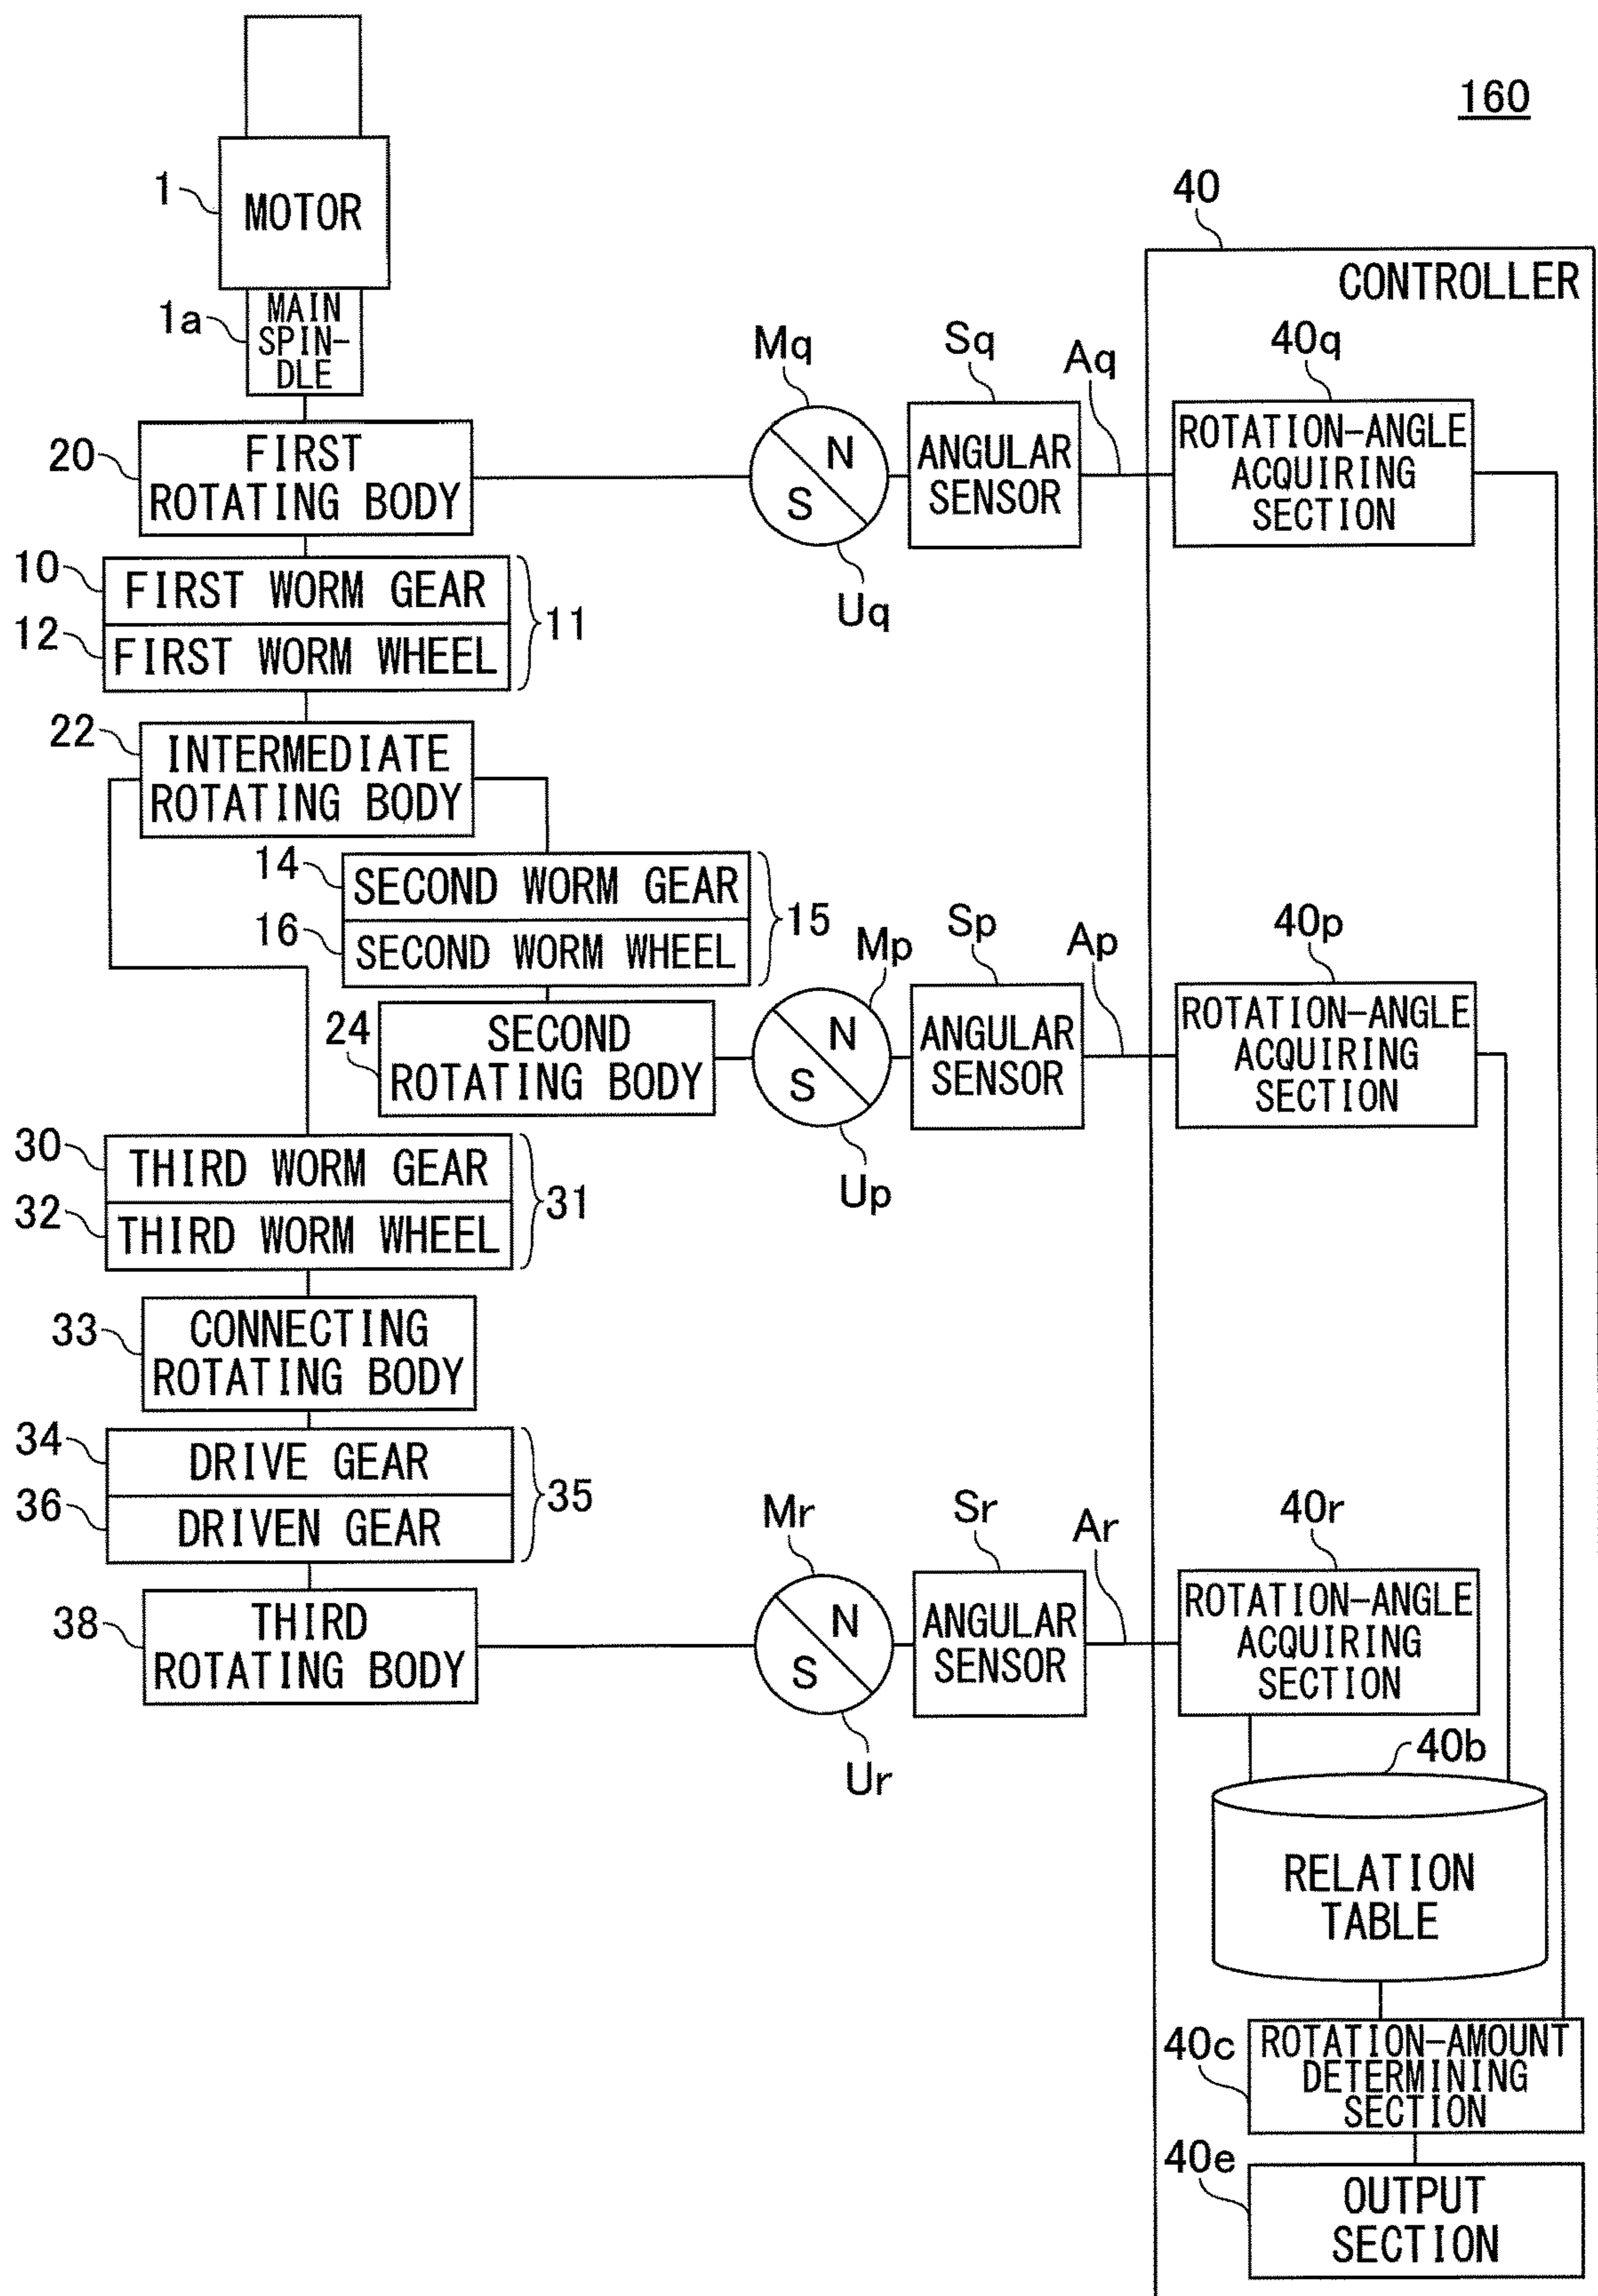 160
1
MOTOR
40
CONTROLLER
1a
MAIN
SPIN-
DLE
Mq
Sq
Aq
40q
20
FIRST
ROTATING BODY
N
S
ANGULAR
SENSOR
ROTATION-ANGLE
ACQUIRING
SECTION
Uq
10
FIRST WORM GEAR
12
FIRST WORM WHEEL
11
22
INTERMEDIATE
ROTATING BODY
14
SECOND WORM GEAR
16
SECOND WORM WHEEL
15
Mp
Sp
Ap
40p
24
SECOND
ROTATING BODY
N
S
ANGULAR
SENSOR
ROTATION-ANGLE
ACQUIRING
SECTION
Up
30
THIRD WORM GEAR
32
THIRD WORM WHEEL
31
33
CONNECTING
ROTATING BODY
34
DRIVE GEAR
36
DRIVEN GEAR
35
Mr
Sr
Ar
40r
38
THIRD
ROTATING BODY
N
S
ANGULAR
SENSOR
ROTATION-ANGLE
ACQUIRING
SECTION
Ur
40b
RELATION
TABLE
40c
ROTATION-AMOUNT
DETERMINING
SECTION
40e
OUTPUT
SECTION